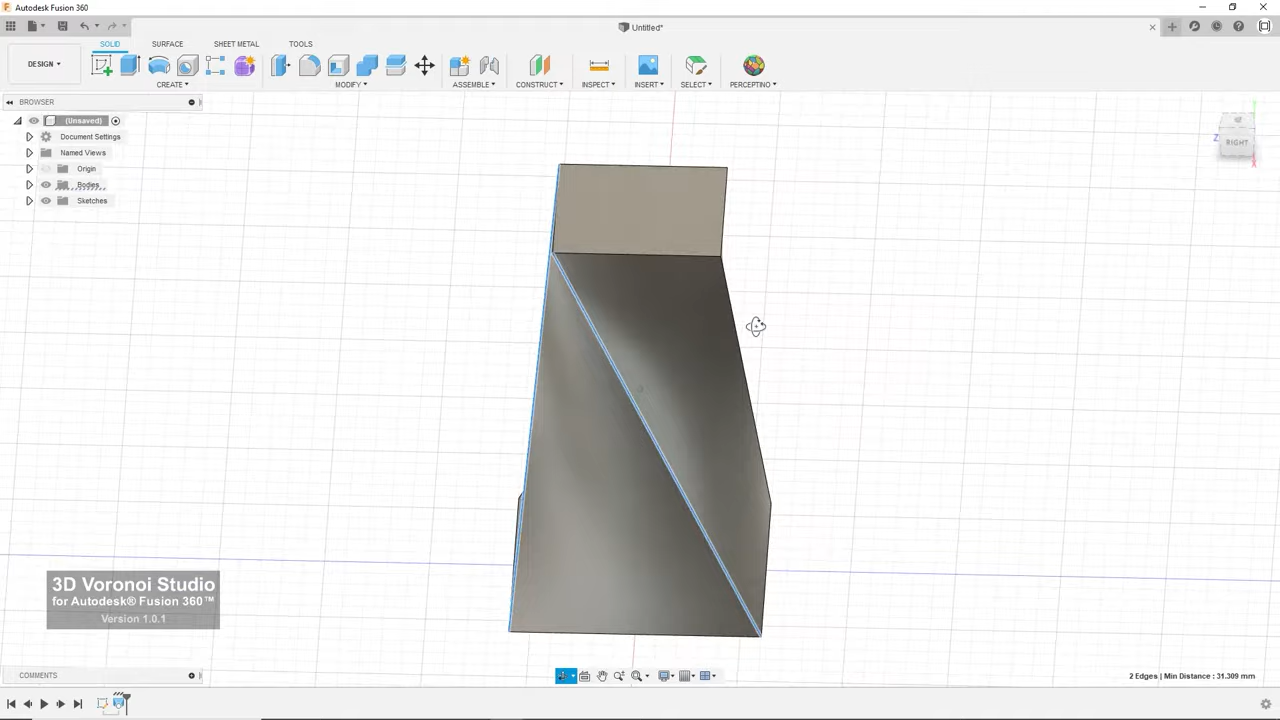 Autodesk Fusion 360
Untitled*
SOLID
SURFACE
SHEET METAL
TOOLS
DESIGN
CREATE
MODIFY
ASSEMBLE
CONSTRUCT
INSPECT
INSERT
SELECT
PERCEPTINO
BROWSER
(Unsaved)
Document Settings
Named Views
Origin
Bodies
Sketches
Z
RIGHT
X
3D Voronoi Studio
for Autodesk® Fusion 360™
Version 1.0.1
COMMENTS
2 Edges | Min Distance : 31.309 mm